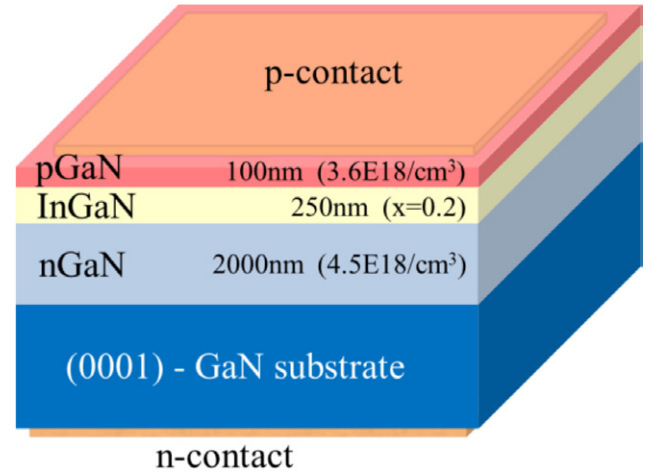 p-contact
pGaN 100nm (3.6E18/cm³)
InGaN 250nm (x=0.2)
nGaN 2000nm (4.5E18/cm³)
(0001) - GaN substrate
n-contact